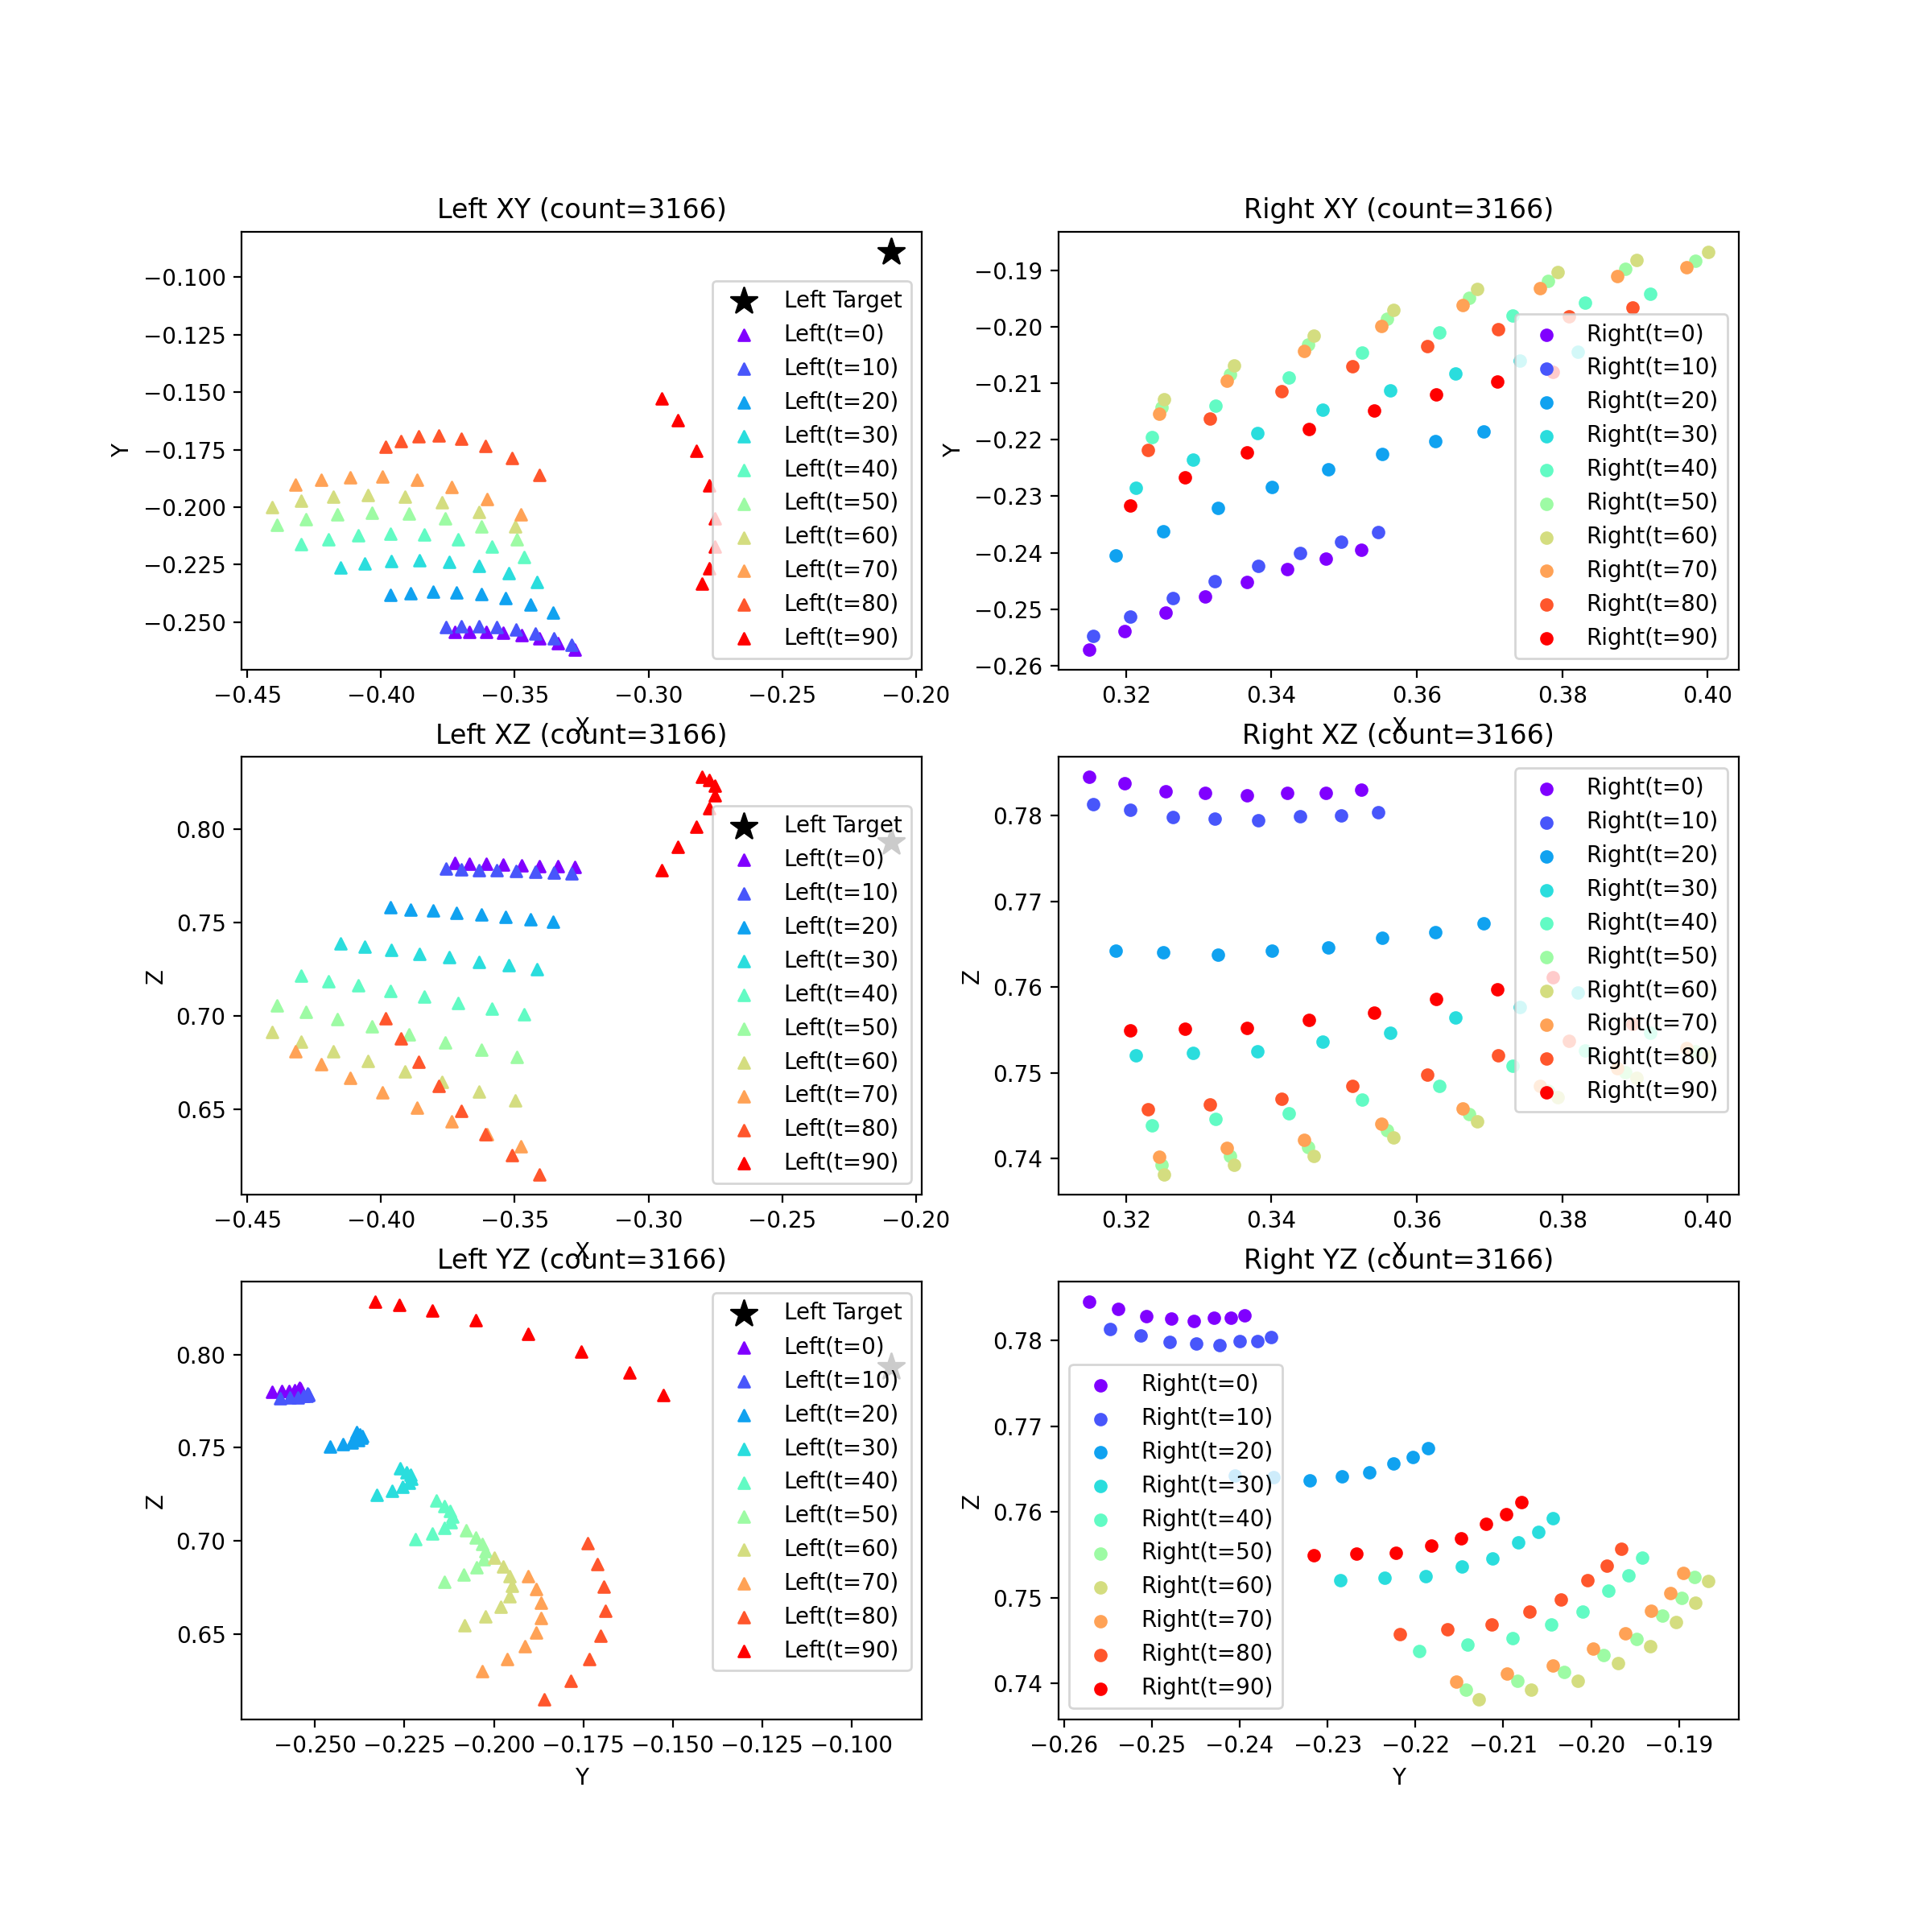 Left XY (count=3166)
−0.100
−0.125
−0.150
−0.175
−0.200
−0.225
−0.250
Y
Left Target
Left(t=0)
Left(t=10)
Left(t=20)
Left(t=30)
Left(t=40)
Left(t=50)
Left(t=60)
Left(t=70)
Left(t=80)
Left(t=90)
−0.45 −0.40 −0.35 −0.30 −0.25 −0.20
X
Right XY (count=3166)
−0.19
−0.20
−0.21
−0.22
−0.23
−0.24
−0.25
−0.26
Y
Right(t=0)
Right(t=10)
Right(t=20)
Right(t=30)
Right(t=40)
Right(t=50)
Right(t=60)
Right(t=70)
Right(t=80)
Right(t=90)
0.32 0.34 0.36 0.38 0.40
X
Left XZ (count=3166)
0.80
0.75
0.70
0.65
Z
Left Target
Left(t=0)
Left(t=10)
Left(t=20)
Left(t=30)
Left(t=40)
Left(t=50)
Left(t=60)
Left(t=70)
Left(t=80)
Left(t=90)
−0.45 −0.40 −0.35 −0.30 −0.25 −0.20
X
Right XZ (count=3166)
0.78
0.77
0.76
0.75
0.74
Z
Right(t=0)
Right(t=10)
Right(t=20)
Right(t=30)
Right(t=40)
Right(t=50)
Right(t=60)
Right(t=70)
Right(t=80)
Right(t=90)
0.32 0.34 0.36 0.38 0.40
X
Left YZ (count=3166)
0.80
0.75
0.70
0.65
Z
Left Target
Left(t=0)
Left(t=10)
Left(t=20)
Left(t=30)
Left(t=40)
Left(t=50)
Left(t=60)
Left(t=70)
Left(t=80)
Left(t=90)
−0.250 −0.225 −0.200 −0.175 −0.150 −0.125 −0.100
Y
Right YZ (count=3166)
0.78
0.77
0.76
0.75
0.74
Z
Right(t=0)
Right(t=10)
Right(t=20)
Right(t=30)
Right(t=40)
Right(t=50)
Right(t=60)
Right(t=70)
Right(t=80)
Right(t=90)
−0.26 −0.25 −0.24 −0.23 −0.22 −0.21 −0.20 −0.19
Y